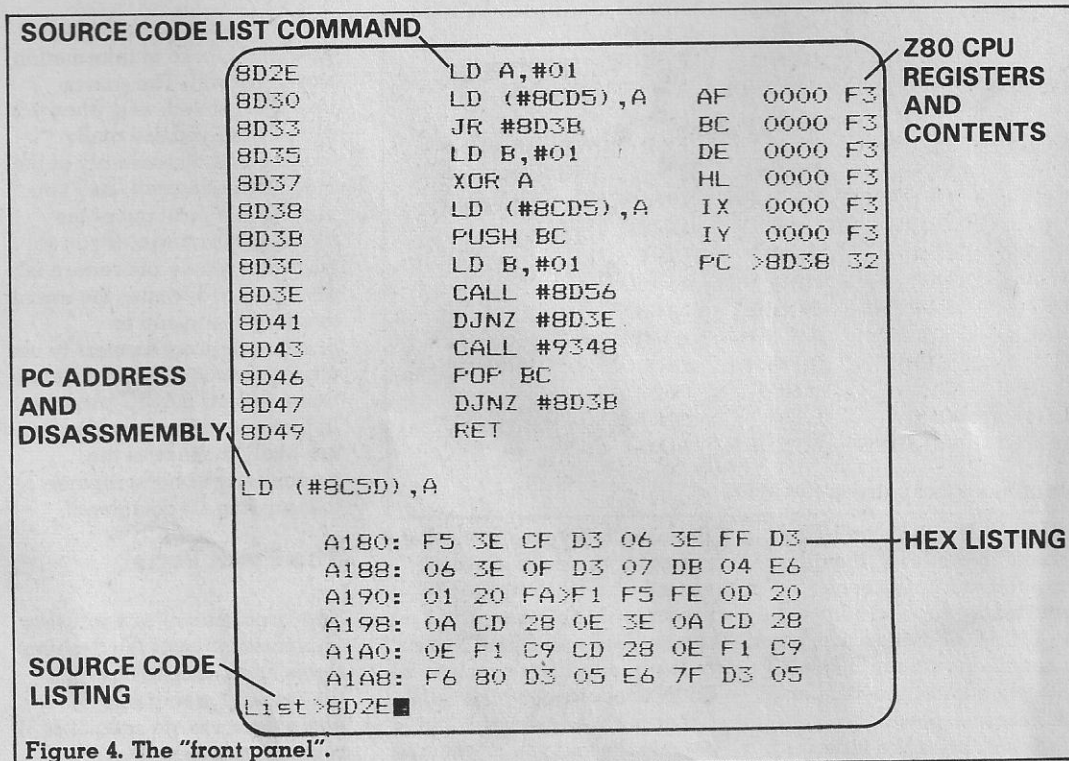 SOURCE CODE LIST COMMAND
Z80 CPU
REGISTERS
AND
CONTENTS
8D2E LD A,#01
8D30 LD (#8CD5),A AF 0000 F3
8D33 JR #8D3B BC 0000 F3
8D35 LD B,#01 DE 0000 F3
8D37 XOR A HL 0000 F3
8D38 LD (#8CD5),A IX 0000 F3
8D3B PUSH BC IY 0000 F3
8D3C LD B,#01 PC >8D38 32
8D3E CALL #8D56
8D41 DJNZ #8D3E
8D43 CALL #9348
8D46 POP BC
8D47 DJNZ #8D3B
8D49 RET
PC ADDRESS
AND
DISASSMEMBLY
LD (#8C5D),A
A180: F5 3E CF D3 06 3E FF D3
HEX LISTING
A188: 06 3E 0F D3 07 DB 04 E6
A190: 01 20 FA>F1 F5 FE 0D 20
A198: 0A CD 28 0E 3E 0A CD 28
A1A0: 0E F1 C9 CD 28 0E F1 C9
A1A8: F6 80 D3 05 E6 7F D3 05
SOURCE CODE
LISTING
List>8D2E
Figure 4. The "front panel".